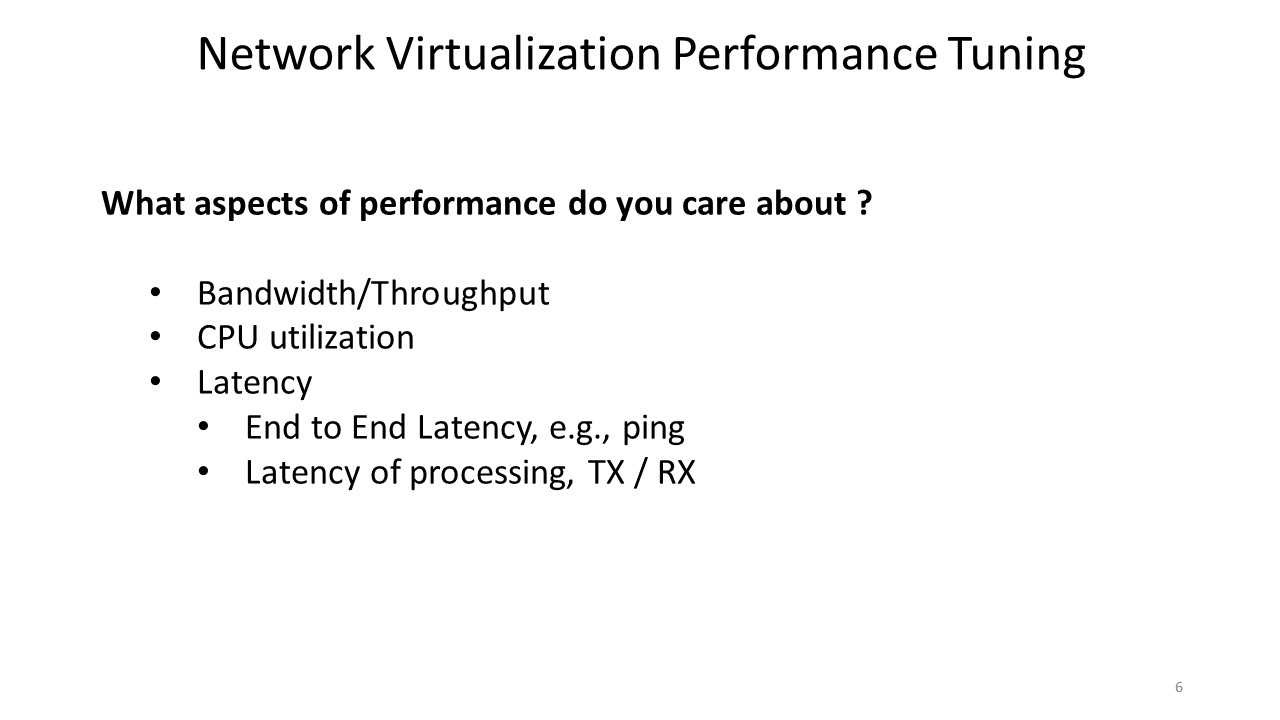 Network Virtualization Performance Tuning
What aspects of performance do you care about ?
• Bandwidth/Throughput
• CPU utilization
• Latency
• End to End Latency, e.g., ping
• Latency of processing, TX / RX
6